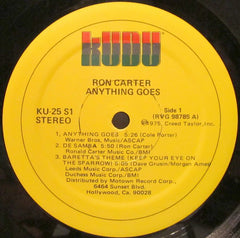 KUDU
RON CARTER
ANYTHING GOES
KU-25 S1
STEREO
Side 1
(RVG 98785 A)
℗1975, Creed Taylor, Inc.
1. ANYTHING GOES 5:26 (Cole Porter)
Warner Bros. Music/ASCAP
2. DE SAMBA 5:50 (Ron Carter)
Ronald Carter Music Co./BMI
3. BARETTA'S THEME (KEEP YOUR EYE ON
THE SPARROW) 5:05 (Dave Grusin/Morgan Ames)
Leeds Music Corp./ASCAP
Duchess Music Corp./BMI
Distributed by Motown Record Corp.
6464 Sunset Blvd.
Hollywood, Ca. 90028